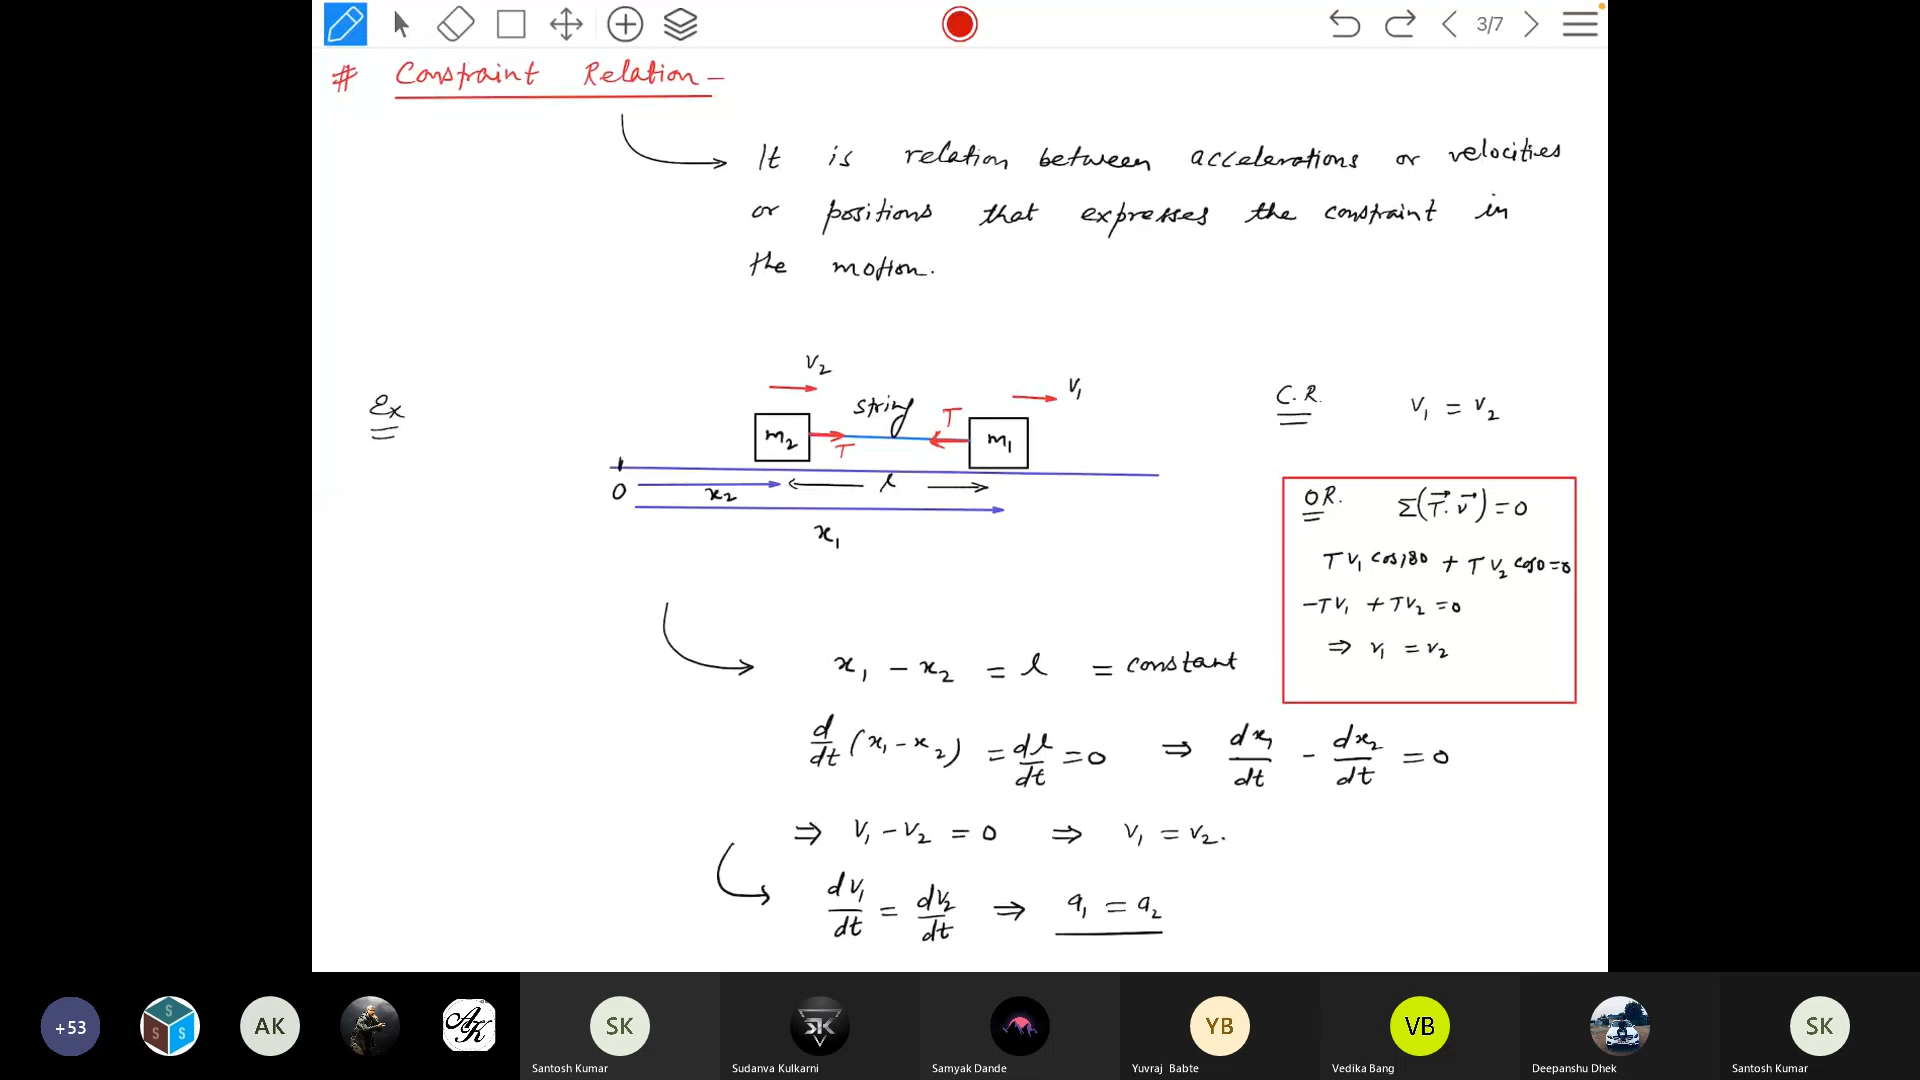 3/7
# Constraint Relation -
It is relation between accelerations or velocities
or positions that expresses the constraint in
the motion.
Ex
v₂
v₁
string
T
T
m₂
m₁
0
x₂
l
x₁
C.R. v₁ = v₂
OR. Σ(T⃗.v⃗) = 0
Tv₁ cos180 + Tv₂ cos0 = 0
-Tv₁ + Tv₂ = 0
⇒ v₁ = v₂
x₁ - x₂ = l = constant
d/dt (x₁ - x₂) = dl/dt = 0 ⇒ dx₁/dt - dx₂/dt = 0
⇒ v₁ - v₂ = 0 ⇒ v₁ = v₂.
dv₁/dt = dv₂/dt ⇒ a₁ = a₂
+53
S S S
AK
AK
SK
SK
YB
VB
SK
Santosh Kumar
Sudanva Kulkarni
Samyak Dande
Yuvraj Babte
Vedika Bang
Deepanshu Dhek
Santosh Kumar